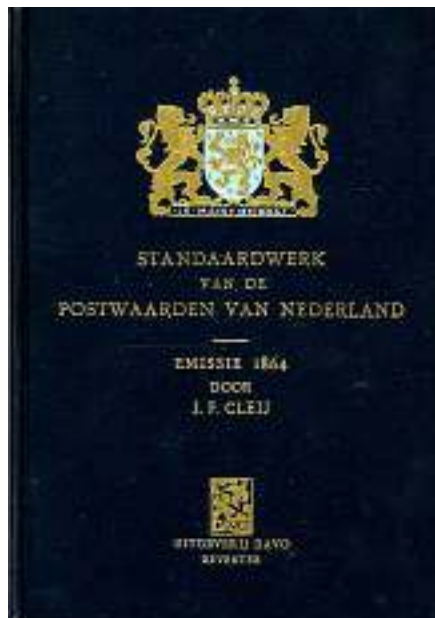 STANDAARDWERK
VAN DE
POSTWAARDEN VAN NEDERLAND
EMISSIE 1864
DOOR
J. F. CLEIJ
UITGEVERIJ DAVO
DEVENTER